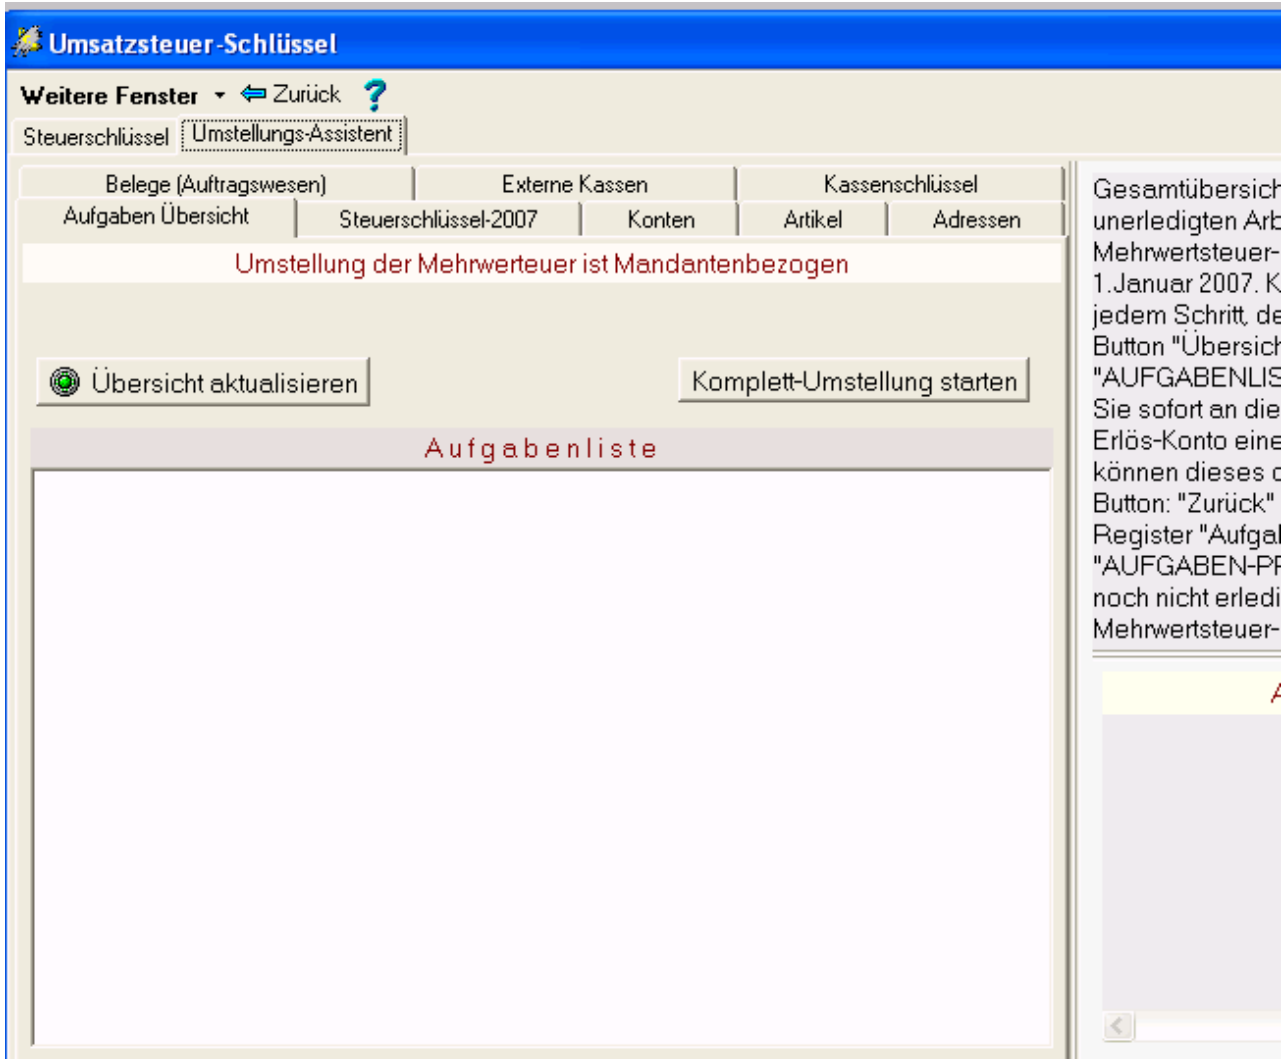 Umsatzsteuer-Schlüssel
Weitere Fenster Zurück ?
Steuerschlüssel Umstellungs-Assistent
Belege (Auftragswesen) Externe Kassen Kassenschlüssel
Aufgaben Übersicht Steuerschlüssel-2007 Konten Artikel Adressen
Umstellung der Mehrwerteuer ist Mandantenbezogen
Übersicht aktualisieren Komplett-Umstellung starten
Aufgabenliste
Gesamtübersich
unerledigten Arb
Mehrwertsteuer-
1.Januar 2007. K
jedem Schritt, de
Button "Übersich
"AUFGABENLIS
Sie sofort an die
Erlös-Konto eine
können dieses d
Button: "Zurück"
Register "Aufgab
"AUFGABEN-PR
noch nicht erledi
Mehrwertsteuer-
A